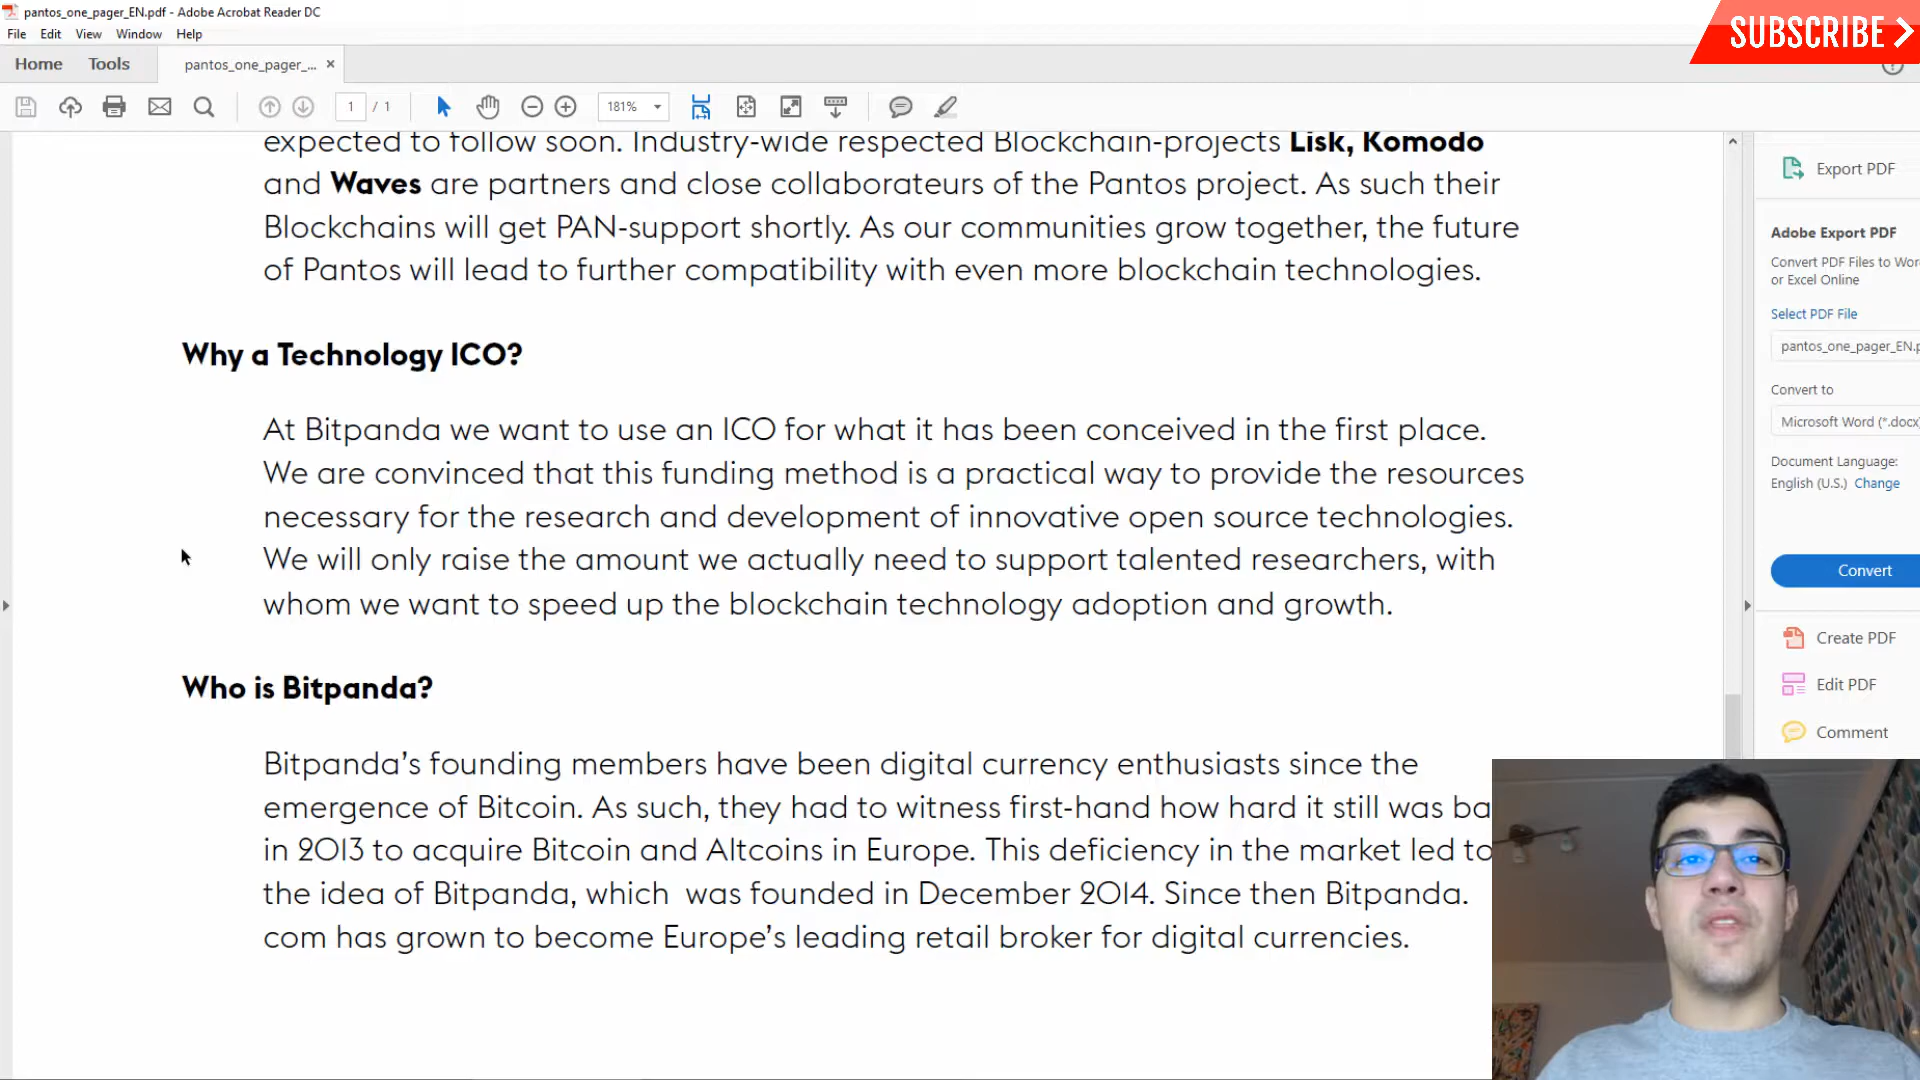 pantos_one_pager_EN.pdf - Adobe Acrobat Reader DC
File Edit View Window Help
SUBSCRIBE
Home Tools pantos_one_pager_... ×
1 / 1 181%
expected to follow soon. Industry-wide respected Blockchain-projects Lisk, Komodo
and Waves are partners and close collaborateurs of the Pantos project. As such their
Blockchains will get PAN-support shortly. As our communities grow together, the future
of Pantos will lead to further compatibility with even more blockchain technologies.
Why a Technology ICO?
At Bitpanda we want to use an ICO for what it has been conceived in the first place.
We are convinced that this funding method is a practical way to provide the resources
necessary for the research and development of innovative open source technologies.
We will only raise the amount we actually need to support talented researchers, with
whom we want to speed up the blockchain technology adoption and growth.
Who is Bitpanda?
Bitpanda's founding members have been digital currency enthusiasts since the
emergence of Bitcoin. As such, they had to witness first-hand how hard it still was ba
in 2013 to acquire Bitcoin and Altcoins in Europe. This deficiency in the market led to
the idea of Bitpanda, which was founded in December 2014. Since then Bitpanda.
com has grown to become Europe's leading retail broker for digital currencies.
Export PDF
Adobe Export PDF
Convert PDF Files to Wor
or Excel Online
Select PDF File
pantos_one_pager_EN.p
Convert to
Microsoft Word (*.docx
Document Language:
English (U.S.) Change
Convert
Create PDF
Edit PDF
Comment